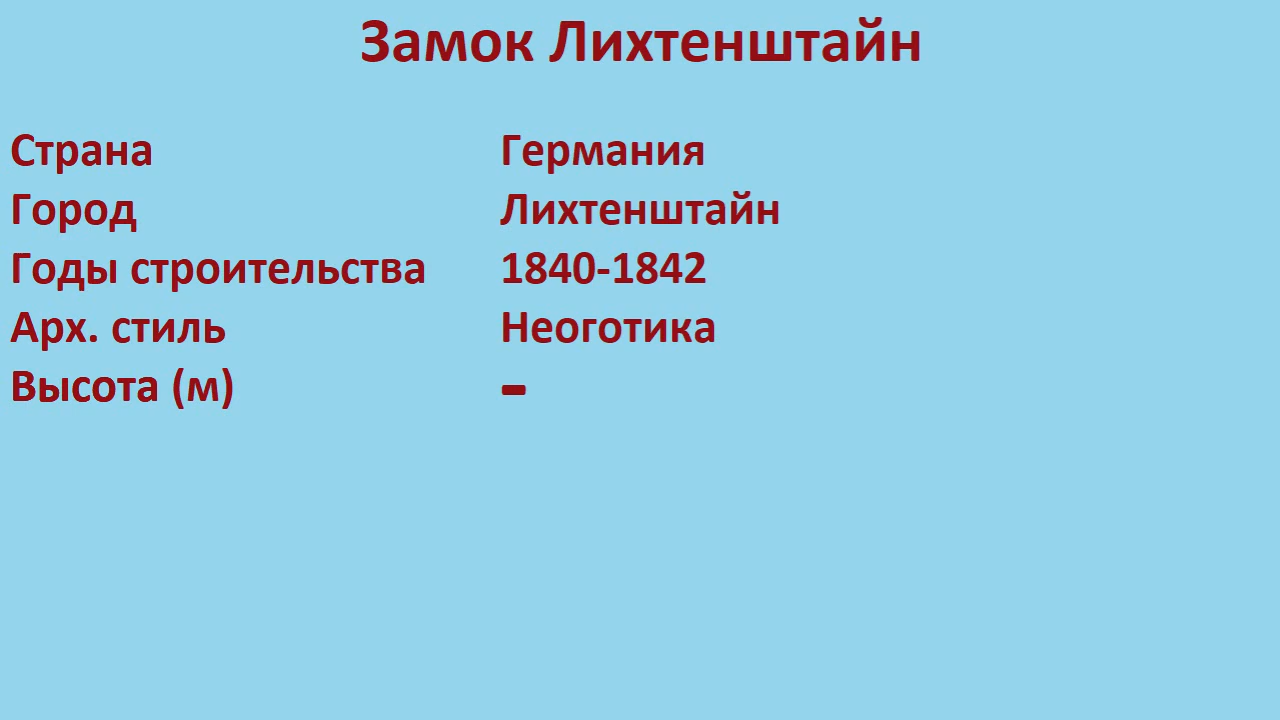 Замок Лихтенштайн
Страна Германия
Город Лихтенштайн
Годы строительства 1840-1842
Арх. стиль Неоготика
Высота (м) -